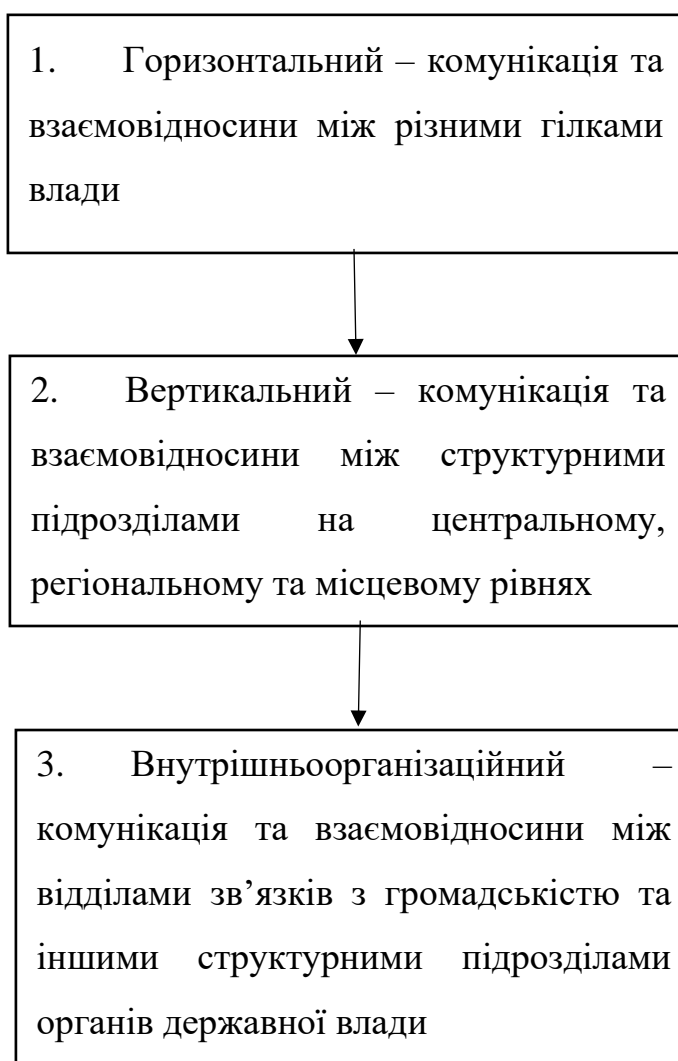 1. Горизонтальний – комунікація та
взаємовідносини між різними гілками
влади
2. Вертикальний – комунікація та
взаємовідносини між структурними
підрозділами на центральному,
регіональному та місцевому рівнях
3. Внутрішньоорганізаційний –
комунікація та взаємовідносини між
відділами зв’язків з громадськістю та
іншими структурними підрозділами
органів державної влади